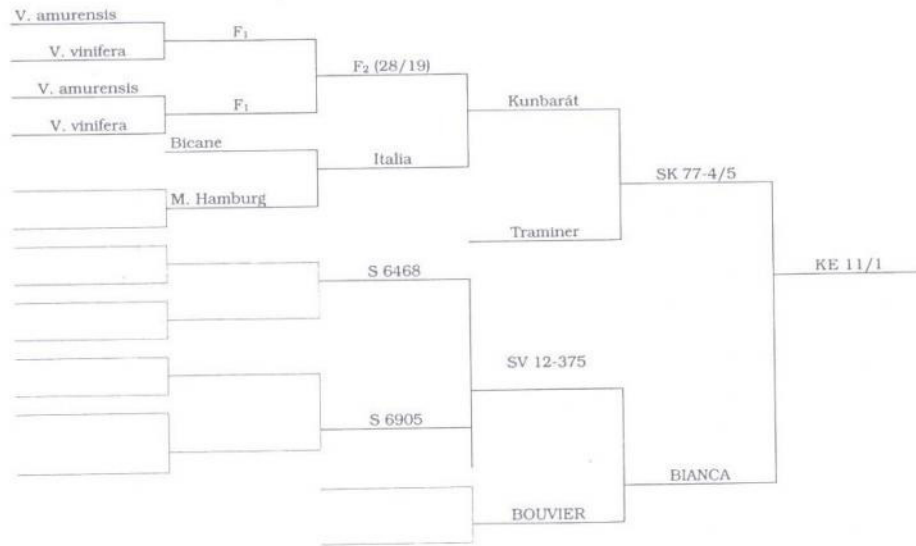 V. amurensis
F₁
V. vinifera
F₂ (28/19)
V. amurensis
F₁
Kunbarát
V. vinifera
Bicane
Italia
SK 77-4/5
M. Hamburg
Traminer
S 6468
KE 11/1
SV 12-375
S 6905
BIANCA
BOUVIER